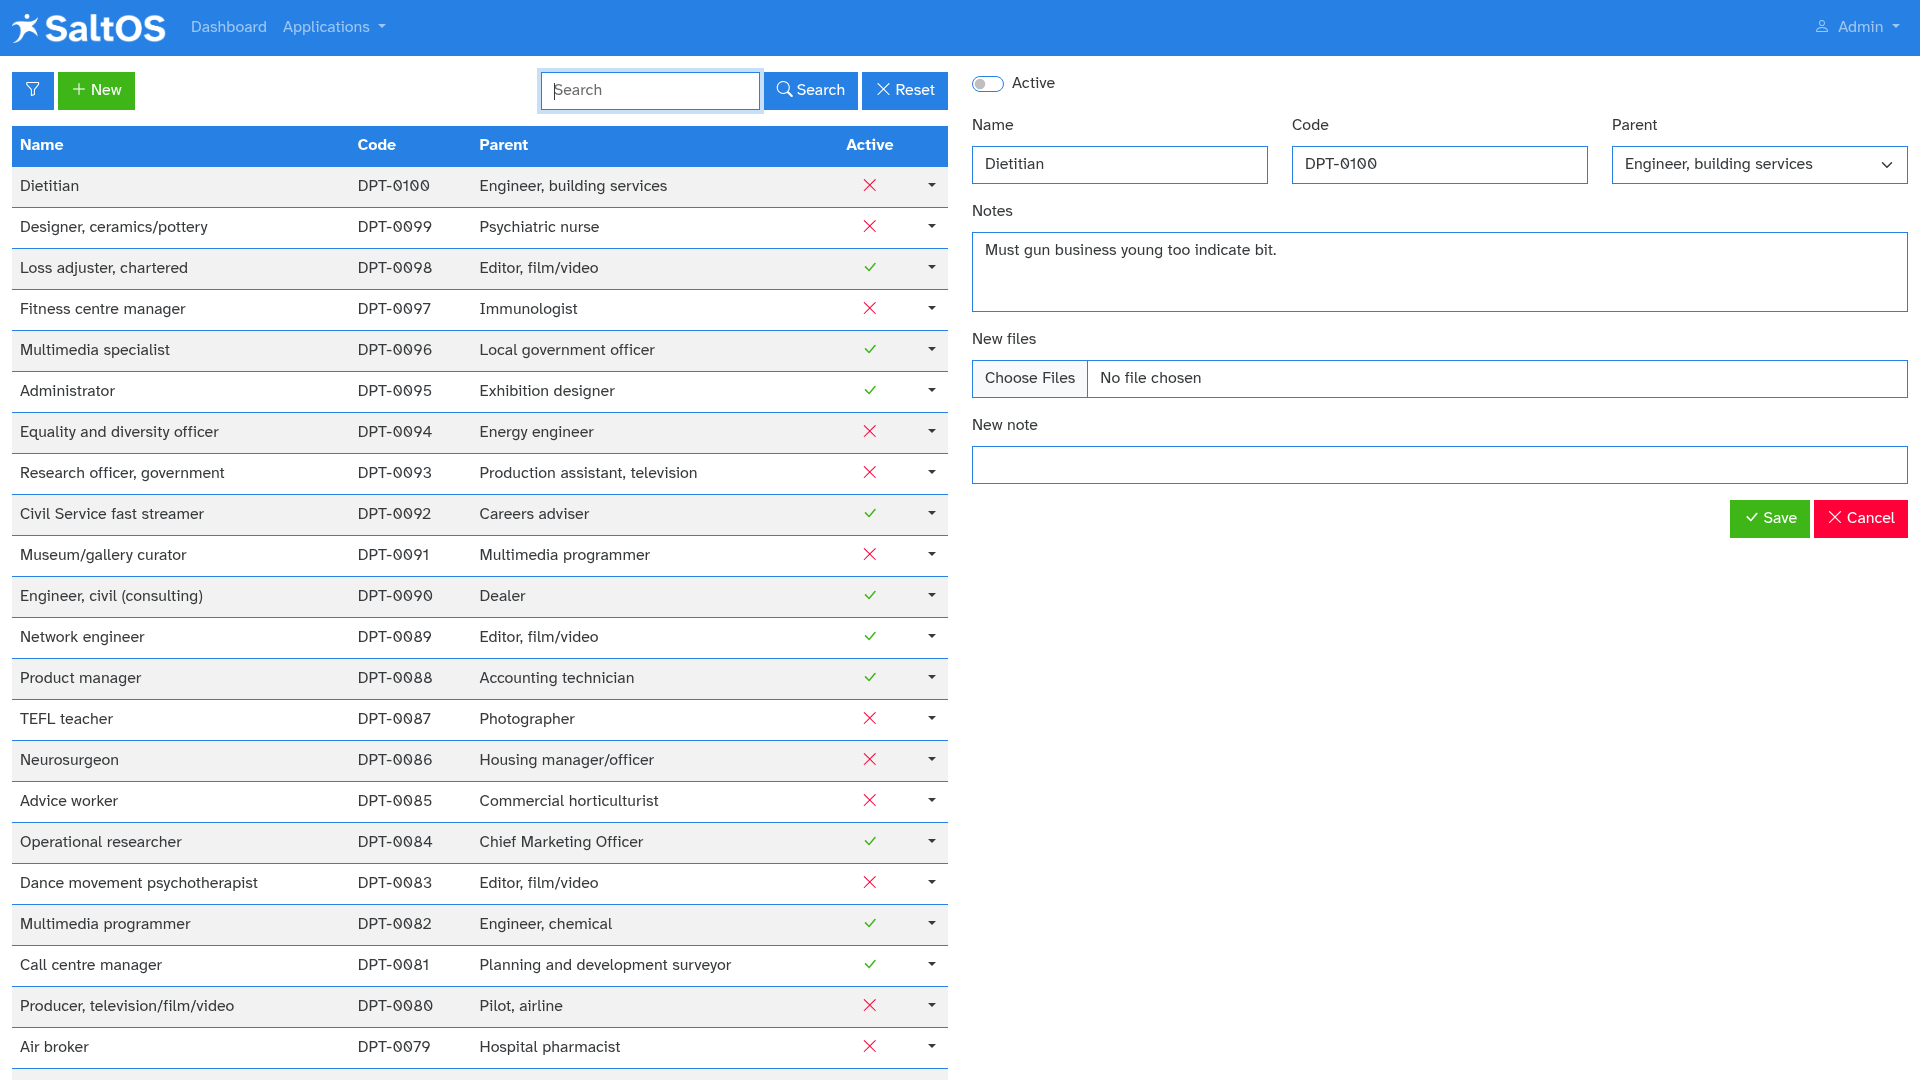 SaltOS Dashboard Applications Admin
New Search Search Reset
Name Code Parent Active
Dietitian DPT-0100 Engineer, building services
Designer, ceramics/pottery DPT-0099 Psychiatric nurse
Loss adjuster, chartered DPT-0098 Editor, film/video
Fitness centre manager DPT-0097 Immunologist
Multimedia specialist DPT-0096 Local government officer
Administrator DPT-0095 Exhibition designer
Equality and diversity officer DPT-0094 Energy engineer
Research officer, government DPT-0093 Production assistant, television
Civil Service fast streamer DPT-0092 Careers adviser
Museum/gallery curator DPT-0091 Multimedia programmer
Engineer, civil (consulting) DPT-0090 Dealer
Network engineer DPT-0089 Editor, film/video
Product manager DPT-0088 Accounting technician
TEFL teacher DPT-0087 Photographer
Neurosurgeon DPT-0086 Housing manager/officer
Advice worker DPT-0085 Commercial horticulturist
Operational researcher DPT-0084 Chief Marketing Officer
Dance movement psychotherapist DPT-0083 Editor, film/video
Multimedia programmer DPT-0082 Engineer, chemical
Call centre manager DPT-0081 Planning and development surveyor
Producer, television/film/video DPT-0080 Pilot, airline
Air broker DPT-0079 Hospital pharmacist
Active
Name Code Parent
Dietitian DPT-0100 Engineer, building services
Notes
Must gun business young too indicate bit.
New files
Choose Files No file chosen
New note
Save Cancel